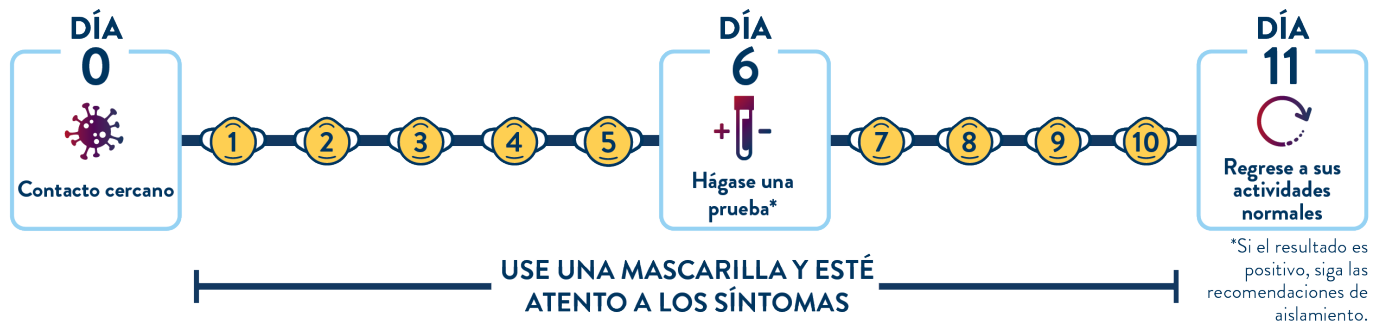 DÍA
0
Contacto cercano
1
2
3
4
5
DÍA
6
+ -
Hágase una
prueba*
7
8
9
10
DÍA
11
Regrese a sus
actividades
normales
*Si el resultado es
positivo, siga las
recomendaciones de
aislamiento.
USE UNA MASCARILLA Y ESTÉ
ATENTO A LOS SÍNTOMAS